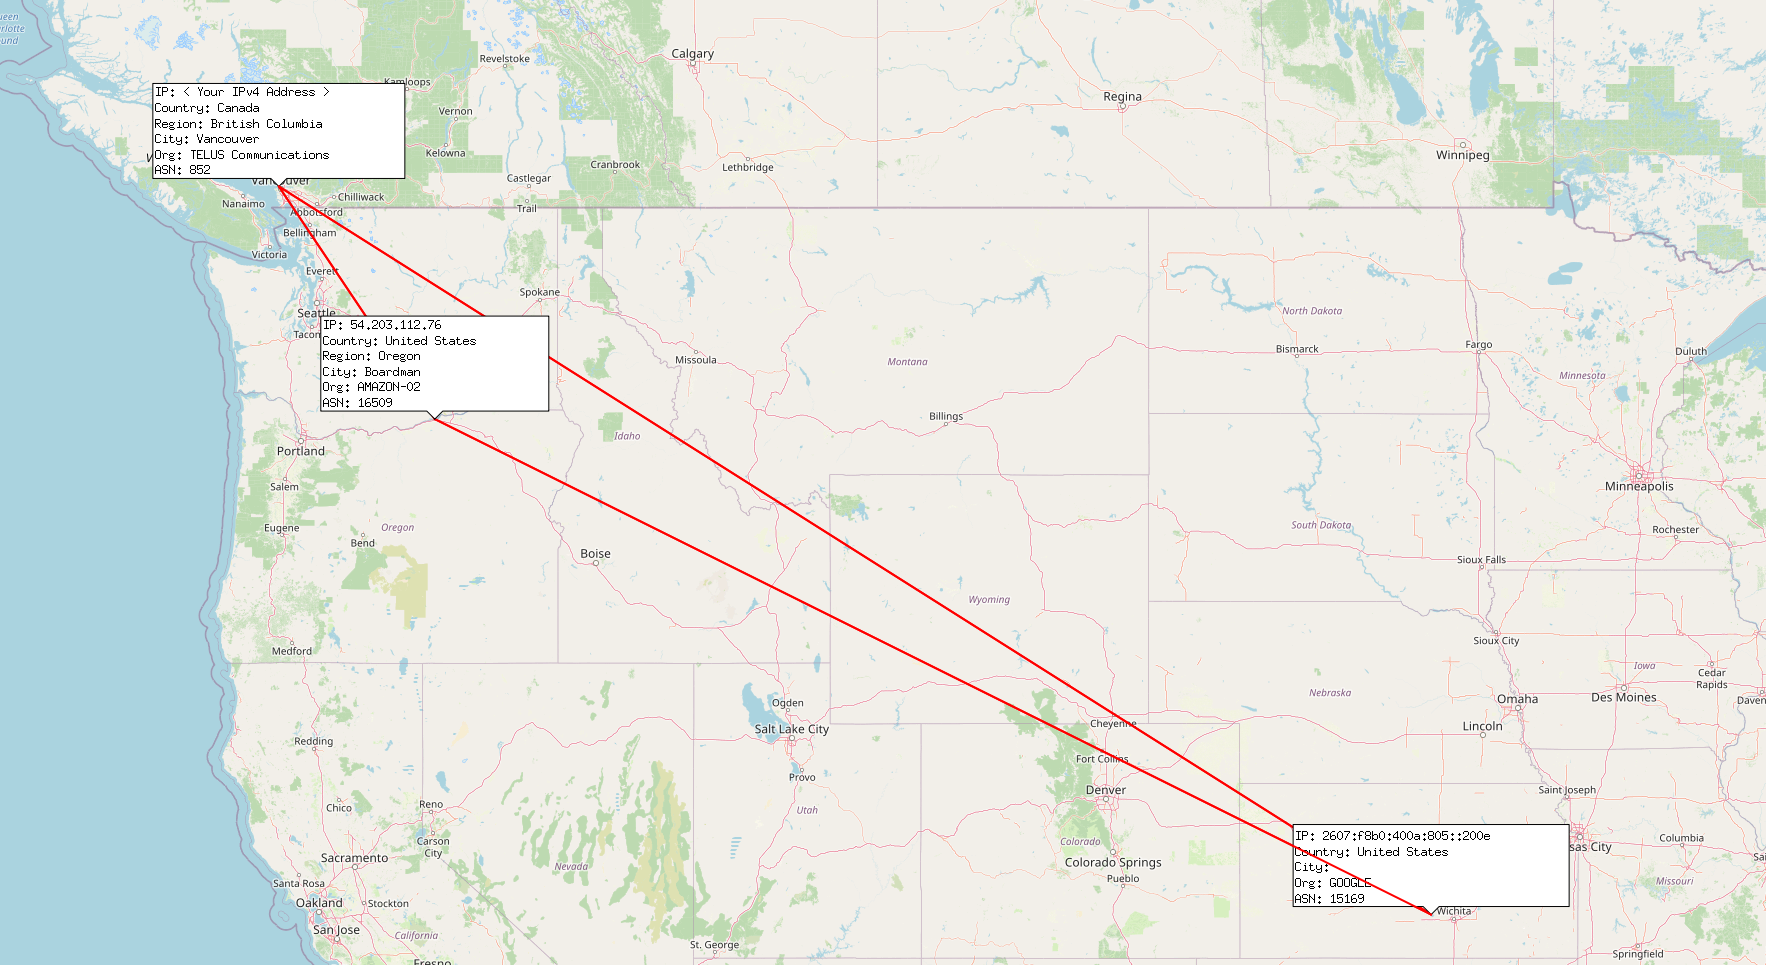 Queen
Charlotte
Sound
Calgary
Revelstoke
Kamloops
Regina
Vernon
Winnipeg
Kelowna
Cranbrook
Lethbridge
Castlegar
Trail
IP: < Your IPv4 Address >
Country: Canada
Region: British Columbia
City: Vancouver
Org: TELUS Communications
ASN: 852
Vancouver
Chilliwack
Nanaimo
Abbotsford
Bellingham
Victoria
Everett
Spokane
Seattle
Tacom
North Dakota
Bismarck
Fargo
Duluth
Missoula
Montana
Minnesota
IP: 54.203.112.76
Country: United States
Region: Oregon
City: Boardman
Org: AMAZON-02
ASN: 16509
Billings
Idaho
Portland
Salem
Minneapolis
Eugene
Oregon
Bend
Boise
South Dakota
Rochester
Sioux Falls
Wyoming
Medford
Sioux City
Iowa
Cedar
Rapids
Nebraska
Ogden
Omaha
Des Moines
Daven
Salt Lake City
Cheyenne
Lincoln
Redding
Fort Collins
Provo
Denver
Saint Joseph
Chico
Reno
Utah
Carson
City
Colorado
Columbia
sas City
Sacramento
Nevada
Colorado Springs
Pueblo
Missouri
IP: 2607:f8b0:400a:805::200e
Country: United States
City:
Org: GOOGLE
ASN: 15169
Santa Rosa
Oakland
Stockton
Wichita
San Jose
California
St. George
Springfield
Fresno